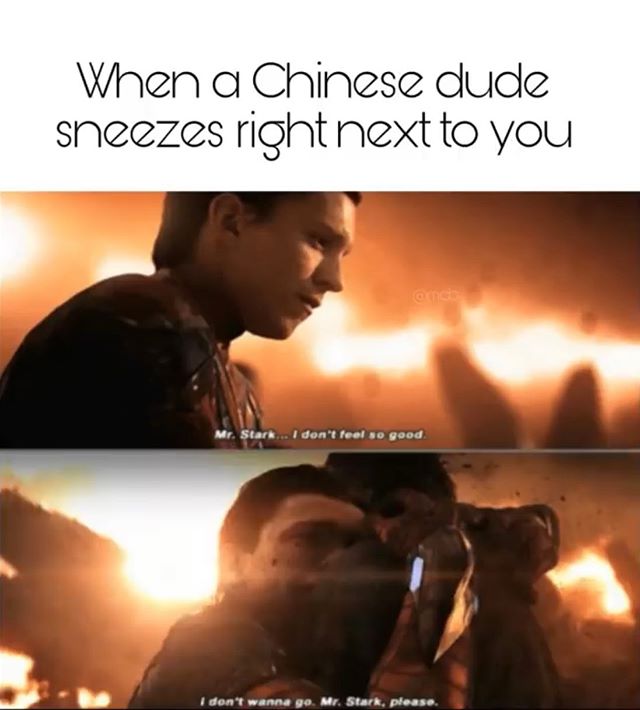 When a Chinese dude
sneezes right next to you
Mr. Stark... I don't feel so good.
I don't wanna go. Mr. Stark, please.